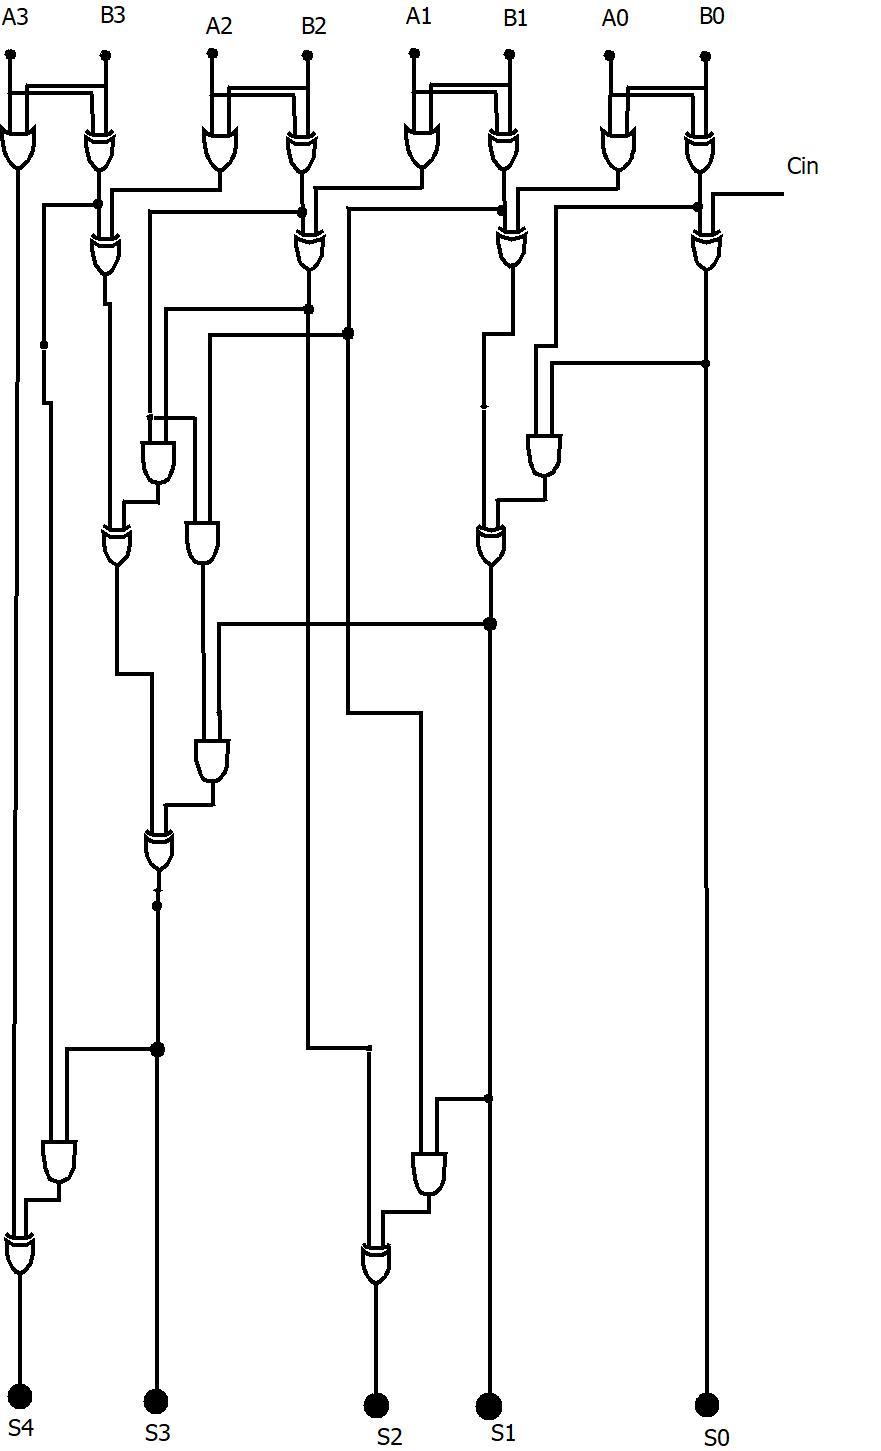 A3 B3 A2 B2 A1 B1 A0 B0
Cin
S4 S3 S2 S1 S0